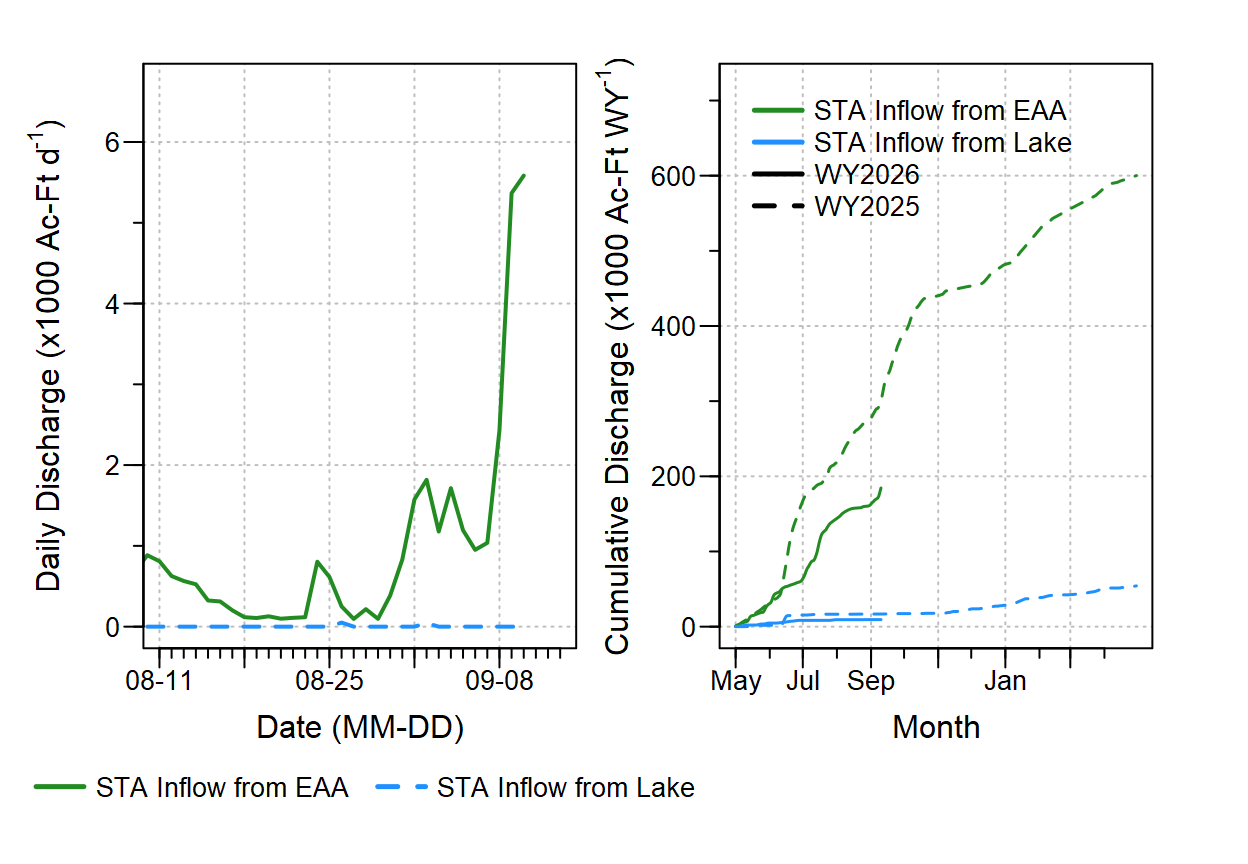 Daily Discharge (x1000 Ac-Ft d⁻¹)
6
4
2
0
08-11 08-25 09-08
Date (MM-DD)
Cumulative Discharge (x1000 Ac-Ft WY⁻¹)
600
400
200
0
STA Inflow from EAA
STA Inflow from Lake
WY2026
WY2025
May Jul Sep Jan
Month
STA Inflow from EAA STA Inflow from Lake